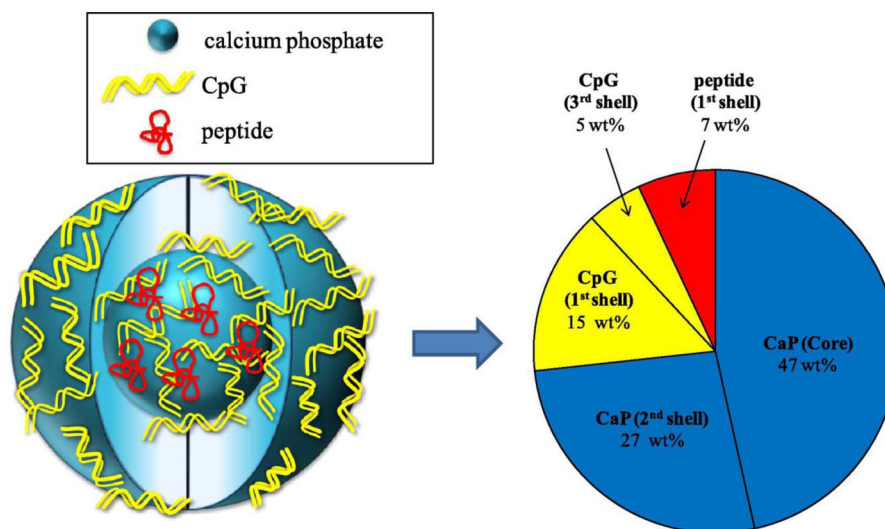 calcium phosphate
CpG
peptide
CpG
(3rd shell)
5 wt%
peptide
(1st shell)
7 wt%
CpG
(1st shell)
15 wt%
CaP (Core)
47 wt%
CaP (2nd shell)
27 wt%